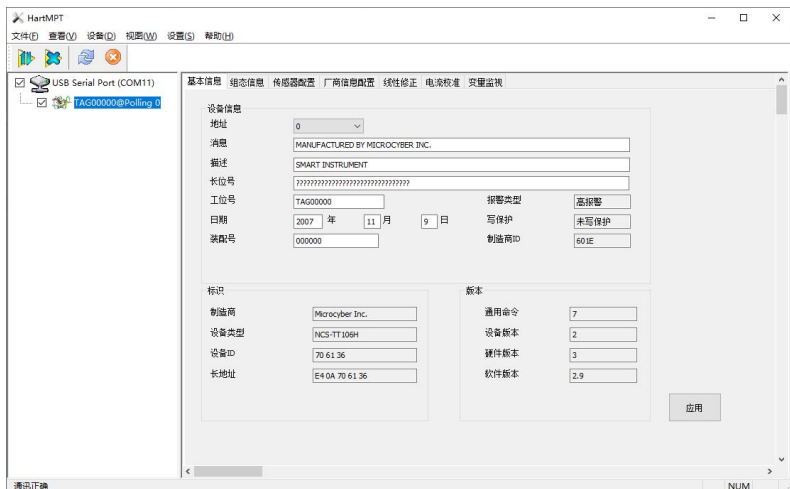 HartMPT
文件(F) 查看(V) 设备(D) 视图(W) 设置(S) 帮助(H)
USB Serial Port (COM11)
TAG00000@Polling 0
基本信息 组态信息 传感器配置 厂商信息配置 线性修正 电流校准 变量监视
设备信息
地址 0
消息 MANUFACTURED BY MICROCYBER INC.
描述 SMART INSTRUMENT
长位号 ????????????????????????????????
工位号 TAG00000 报警类型 高报警
日期 2007 年 11 月 9 日 写保护 未写保护
装配号 000000 制造商ID 601E
标识 版本
制造商 Microcyber Inc. 通用命令 7
设备类型 NCS-TT106H 设备版本 2
设备ID 70 61 36 硬件版本 3
长地址 E4 0A 70 61 36 软件版本 2.9
应用
通讯正确 NUM